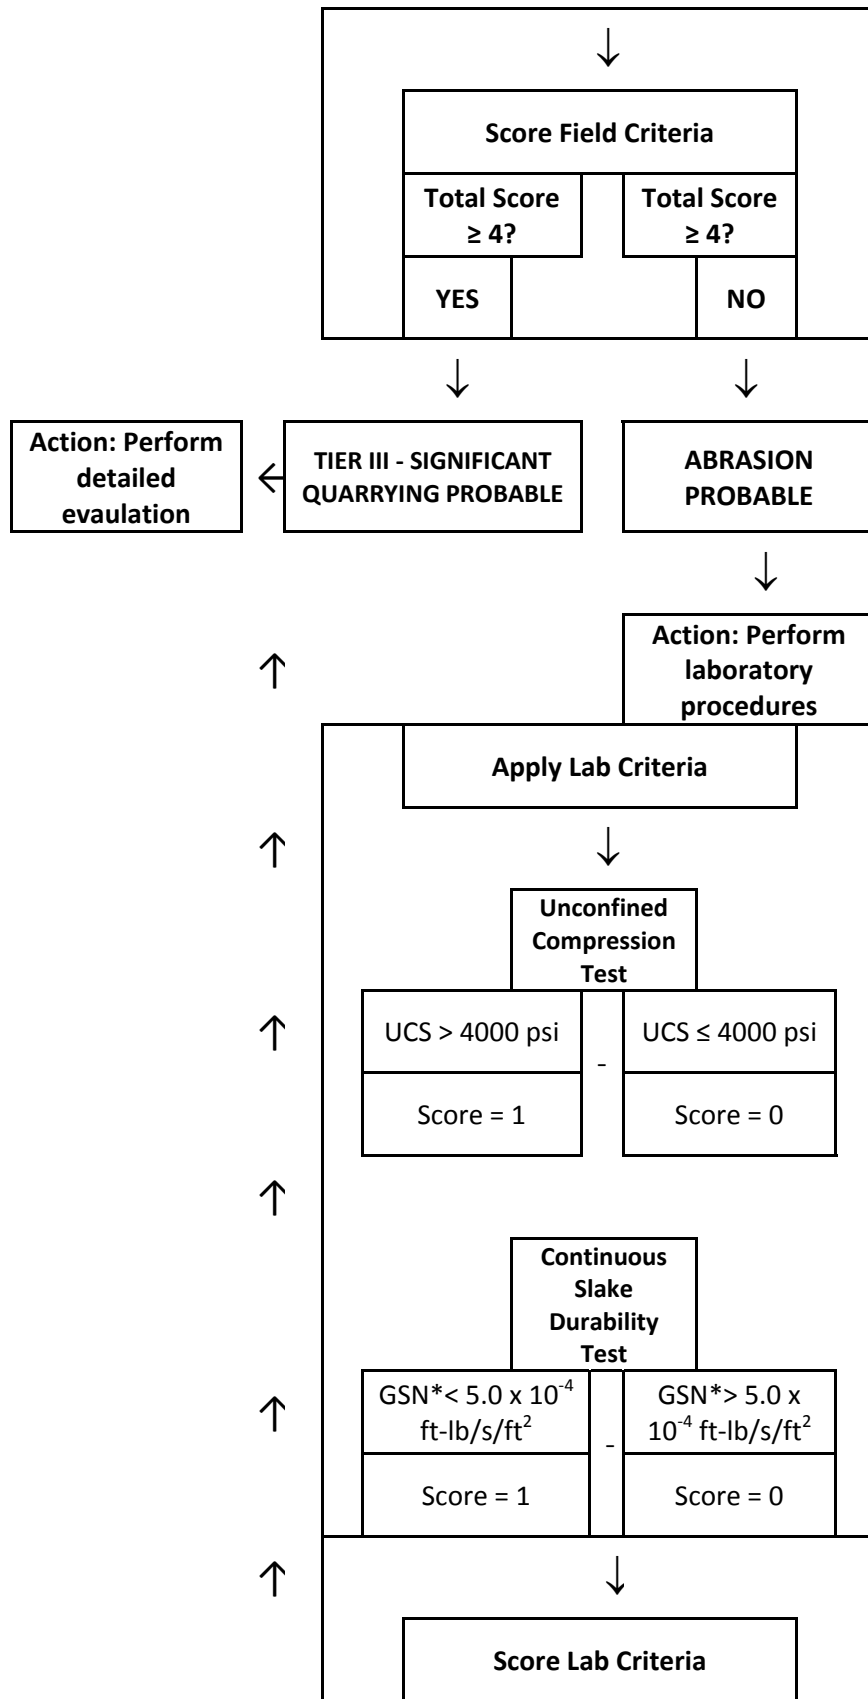 ↓
Score Field Criteria
Total Score
≥ 4?
Total Score
≥ 4?
YES
NO
↓
↓
Action: Perform
detailed
evaulation
←
TIER III - SIGNIFICANT
QUARRYING PROBABLE
ABRASION
PROBABLE
↓
↑
Action: Perform
laboratory
procedures
Apply Lab Criteria
↑
↓
Unconfined
Compression
Test
↑
UCS > 4000 psi
-
UCS ≤ 4000 psi
Score = 1
Score = 0
↑
Continuous
Slake
Durability
Test
↑
GSN*< 5.0 x 10⁻⁴
ft-lb/s/ft²
-
GSN*> 5.0 x
10⁻⁴ ft-lb/s/ft²
Score = 1
Score = 0
↑
↓
Score Lab Criteria